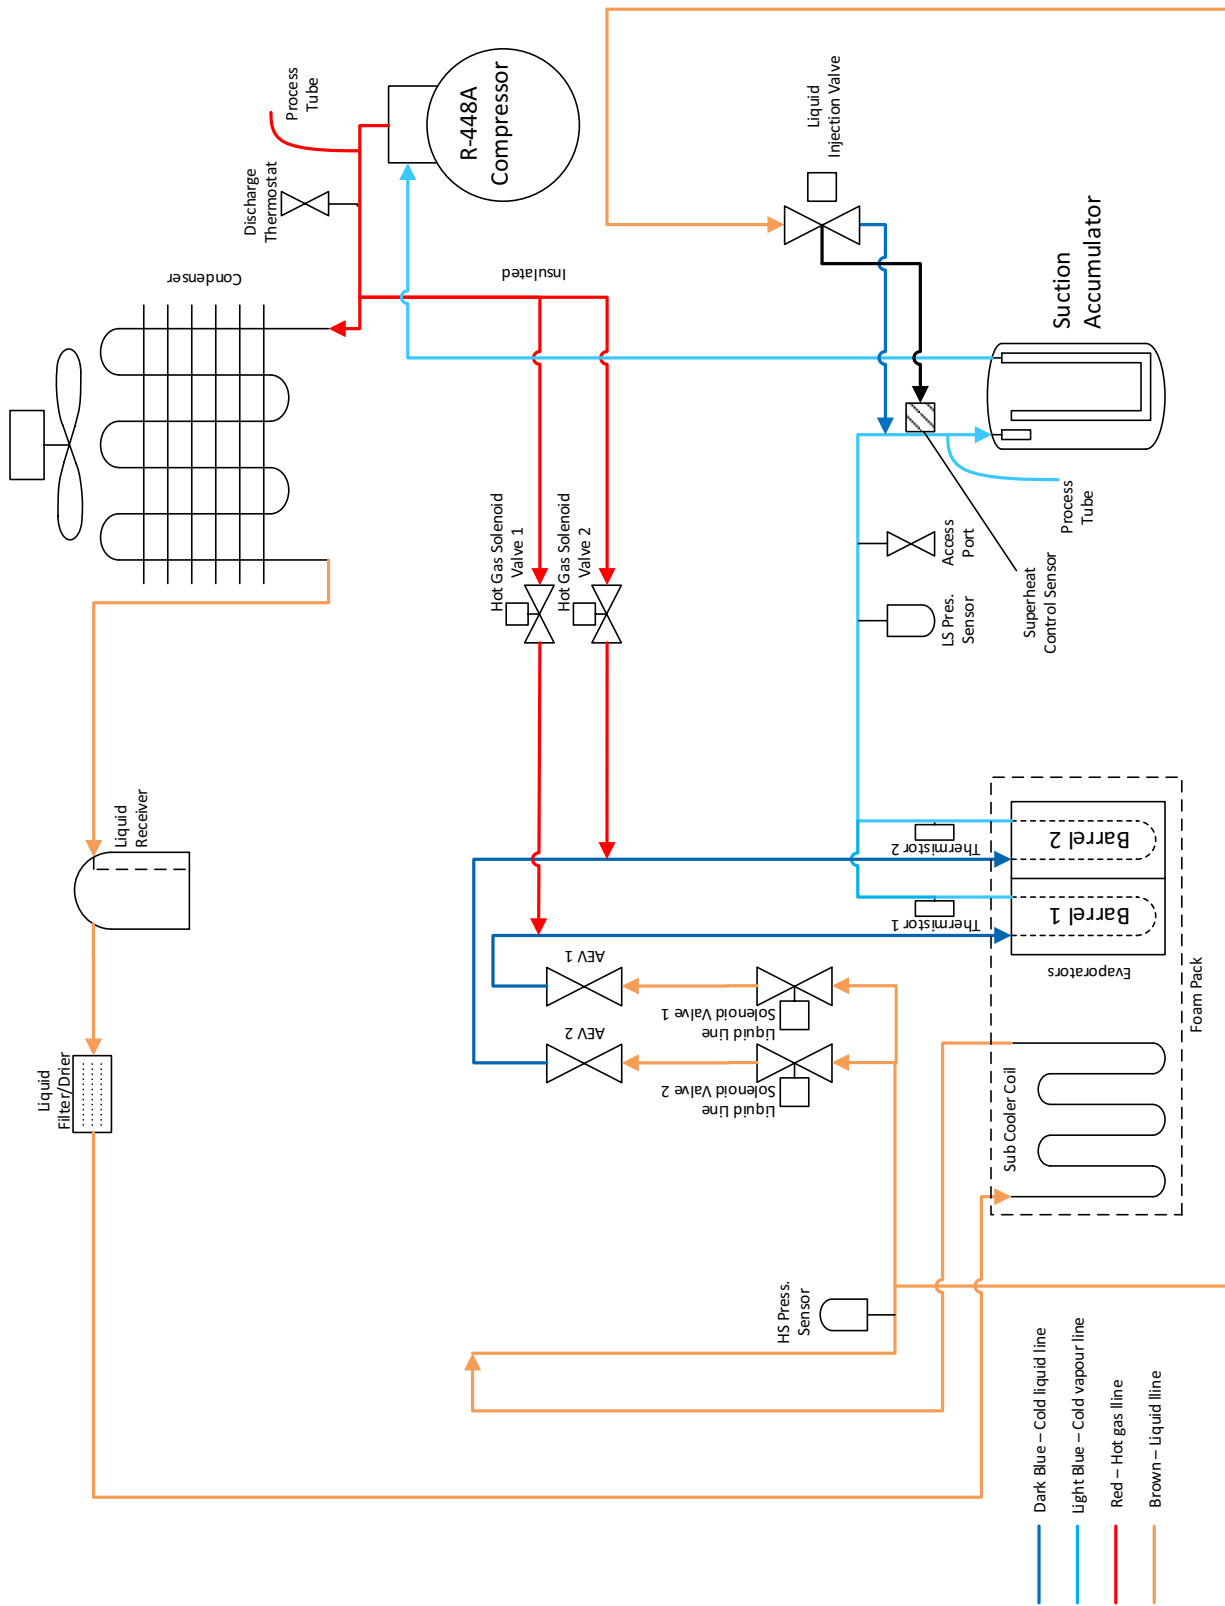 Process
Tube
Discharge
Thermostat
Condenser
R-448A
Compressor
Insulated
Liquid
Injection Valve
Suction
Accumulator
Hot Gas Solenoid
Valve 1
Hot Gas Solenoid
Valve 2
Access
Port
LS Pres.
Sensor
Superheat
Control Sensor
Process
Tube
Liquid
Receiver
Liquid
Filter/Drier
AEV 1
AEV 2
Liquid Line
Solenoid Valve 1
Liquid Line
Solenoid Valve 2
Thermistor 1
Thermistor 2
Barrel 1
Barrel 2
Evaporators
Foam Pack
Sub Cooler Coil
HS Press.
Sensor
Dark Blue – Cold liquid line
Light Blue – Cold vapour line
Red – Hot gas lline
Brown – Liquid lline